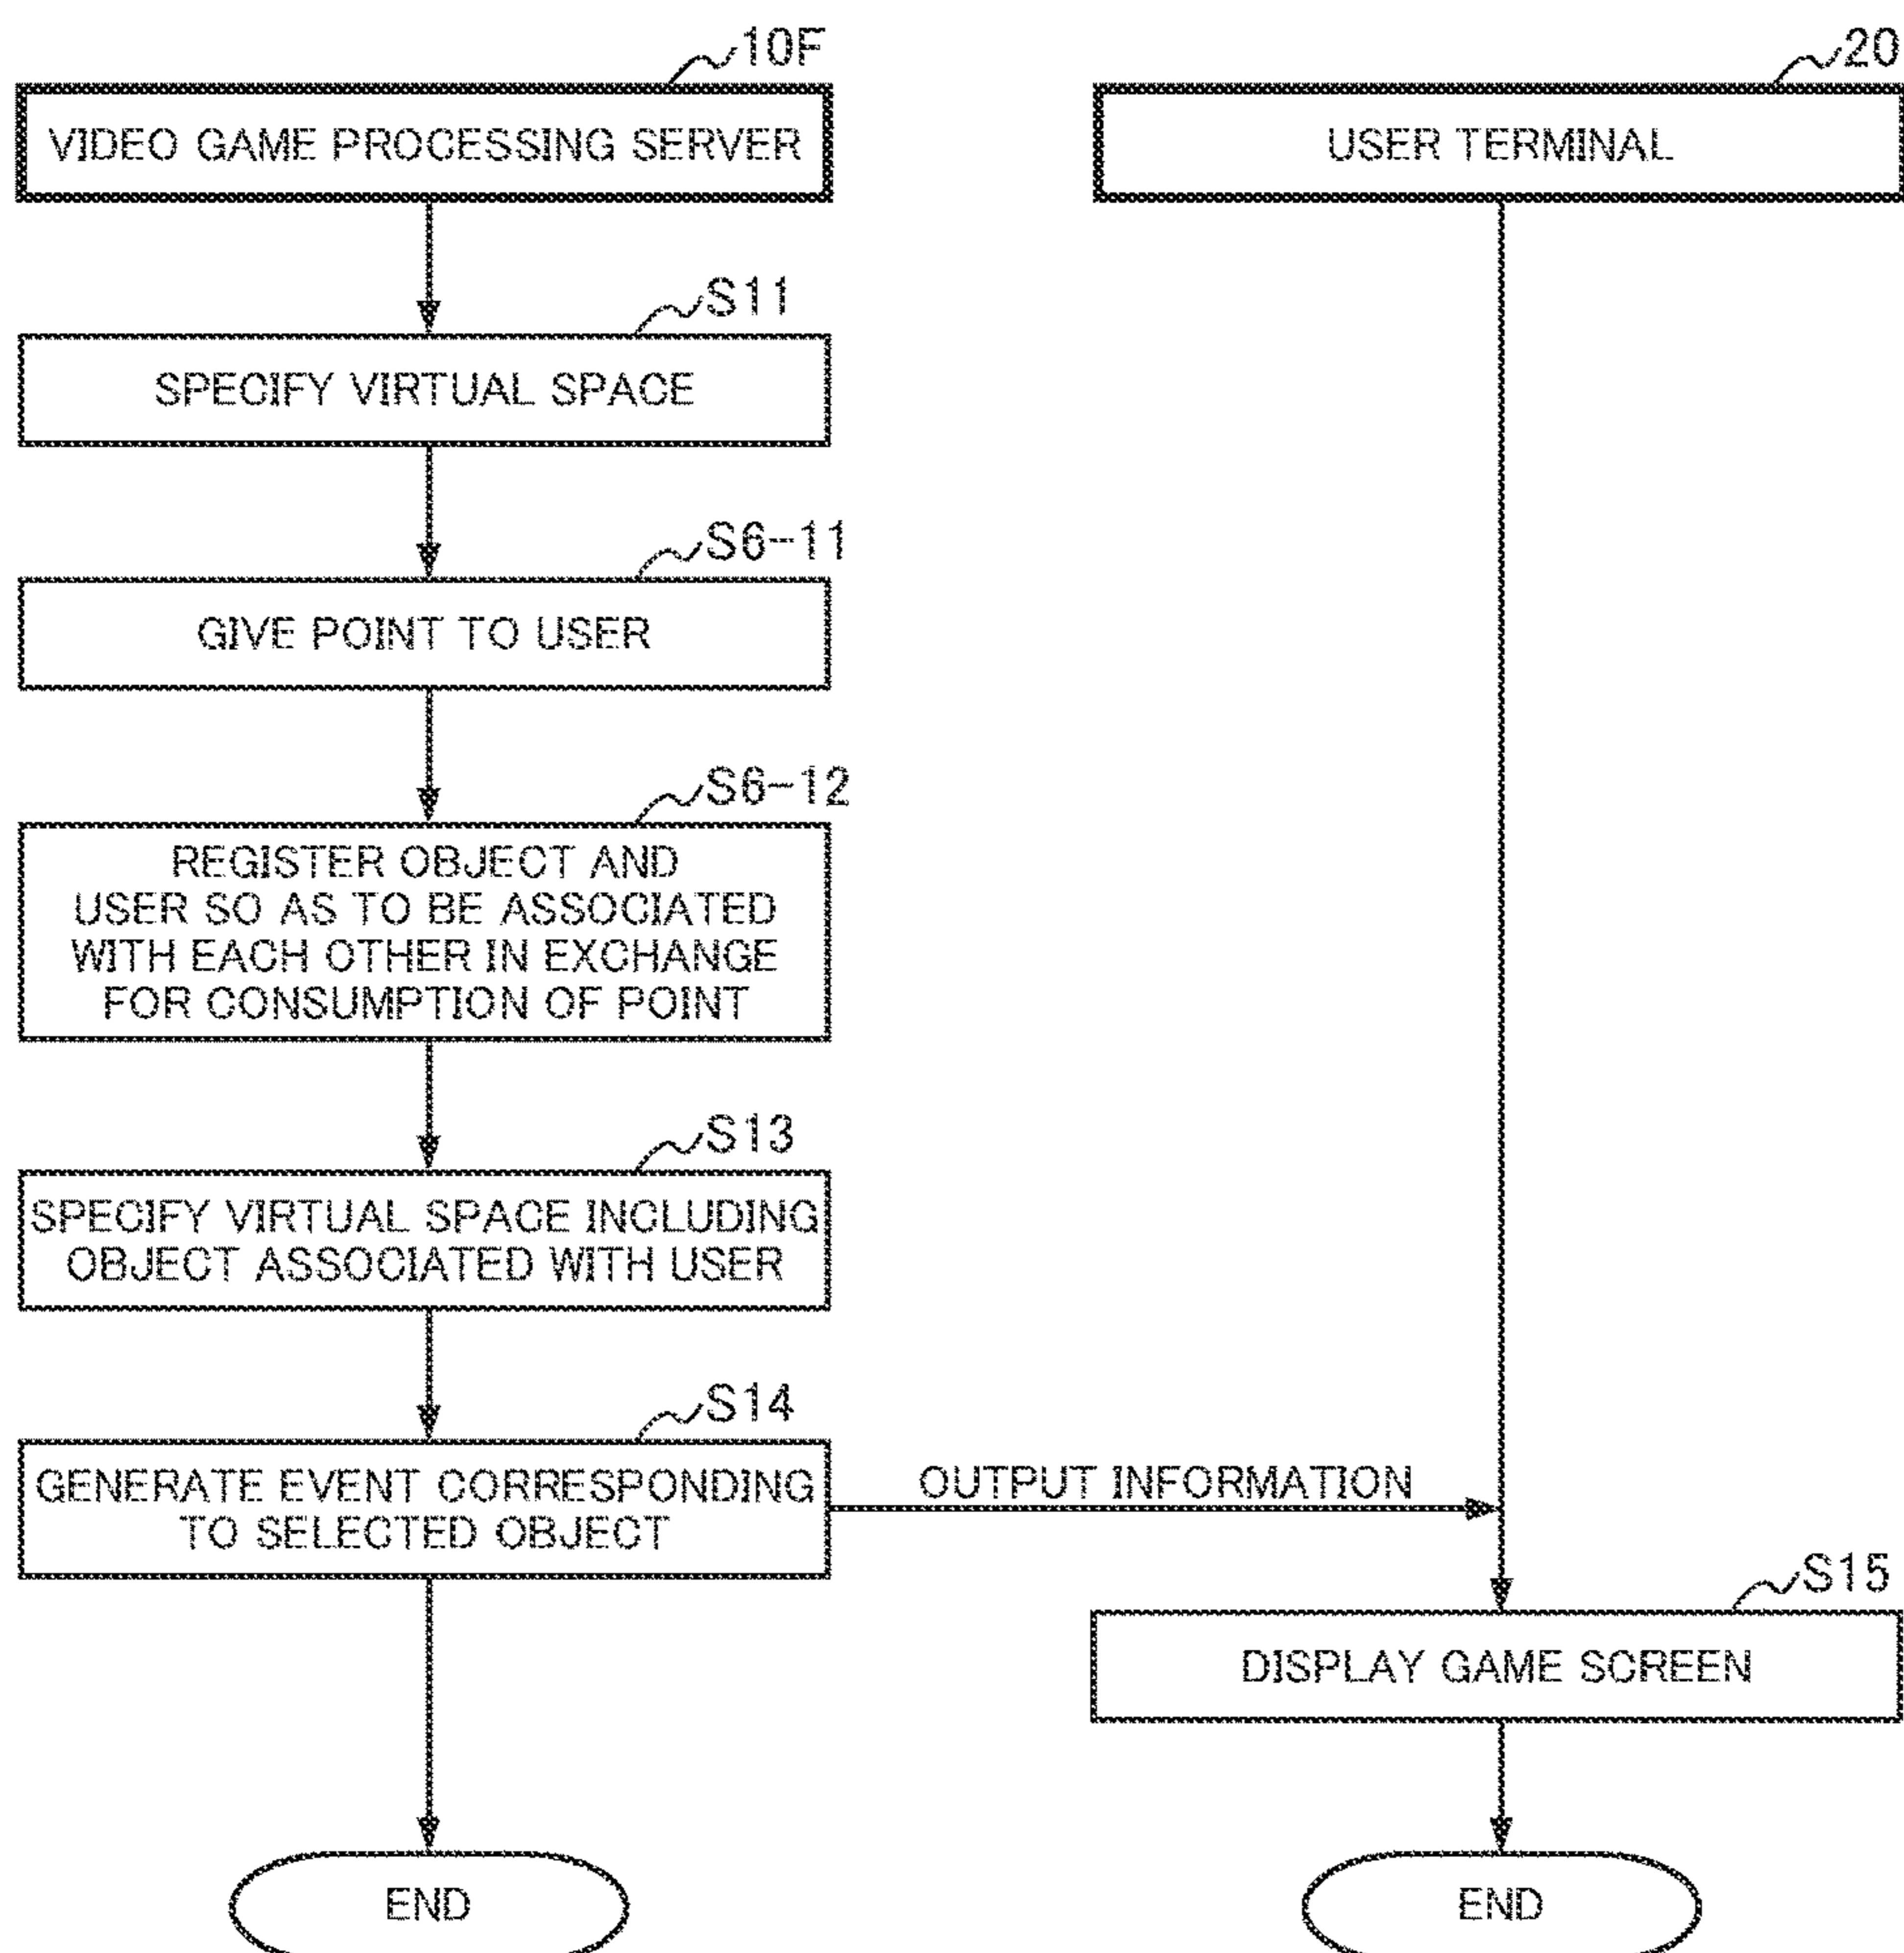 10F
VIDEO GAME PROCESSING SERVER
20
USER TERMINAL
S11
SPECIFY VIRTUAL SPACE
S6-11
GIVE POINT TO USER
S6-12
REGISTER OBJECT AND
USER SO AS TO BE ASSOCIATED
WITH EACH OTHER IN EXCHANGE
FOR CONSUMPTION OF POINT
S13
SPECIFY VIRTUAL SPACE INCLUDING
OBJECT ASSOCIATED WITH USER
S14
GENERATE EVENT CORRESPONDING
TO SELECTED OBJECT
OUTPUT INFORMATION
S15
DISPLAY GAME SCREEN
END
END